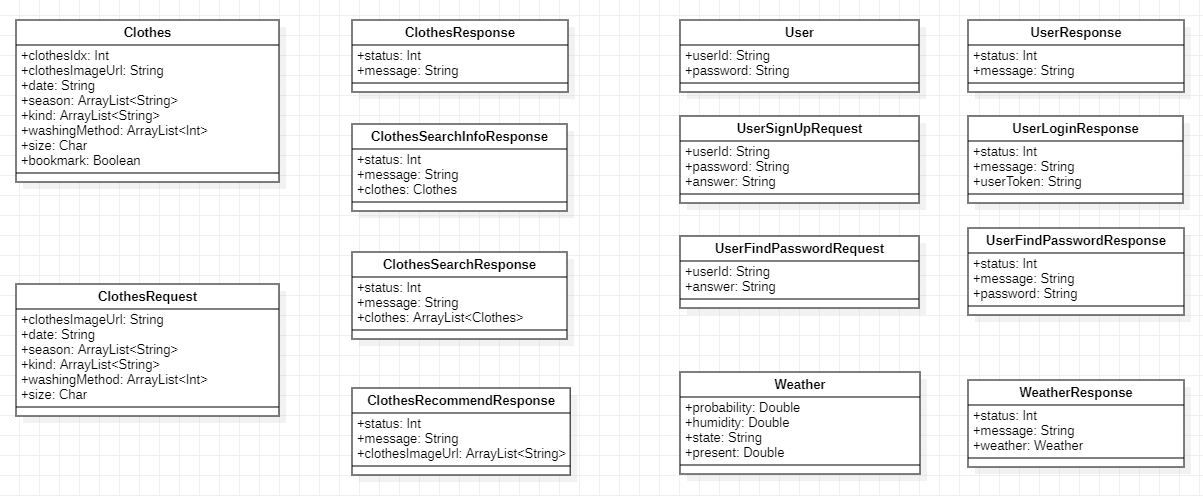 Clothes
+clothesIdx: Int
+clothesImageUrl: String
+date: String
+season: ArrayList<String>
+kind: ArrayList<String>
+washingMethod: ArrayList<Int>
+size: Char
+bookmark: Boolean
ClothesRequest
+clothesImageUrl: String
+date: String
+season: ArrayList<String>
+kind: ArrayList<String>
+washingMethod: ArrayList<Int>
+size: Char
ClothesResponse
+status: Int
+message: String
ClothesSearchInfoResponse
+status: Int
+message: String
+clothes: Clothes
ClothesSearchResponse
+status: Int
+message: String
+clothes: ArrayList<Clothes>
ClothesRecommendResponse
+status: Int
+message: String
+clothesImageUrl: ArrayList<String>
User
+userId: String
+password: String
UserSignUpRequest
+userId: String
+password: String
+answer: String
UserFindPasswordRequest
+userId: String
+answer: String
Weather
+probability: Double
+humidity: Double
+state: String
+present: Double
UserResponse
+status: Int
+message: String
UserLoginResponse
+status: Int
+message: String
+userToken: String
UserFindPasswordResponse
+status: Int
+message: String
+password: String
WeatherResponse
+status: Int
+message: String
+weather: Weather